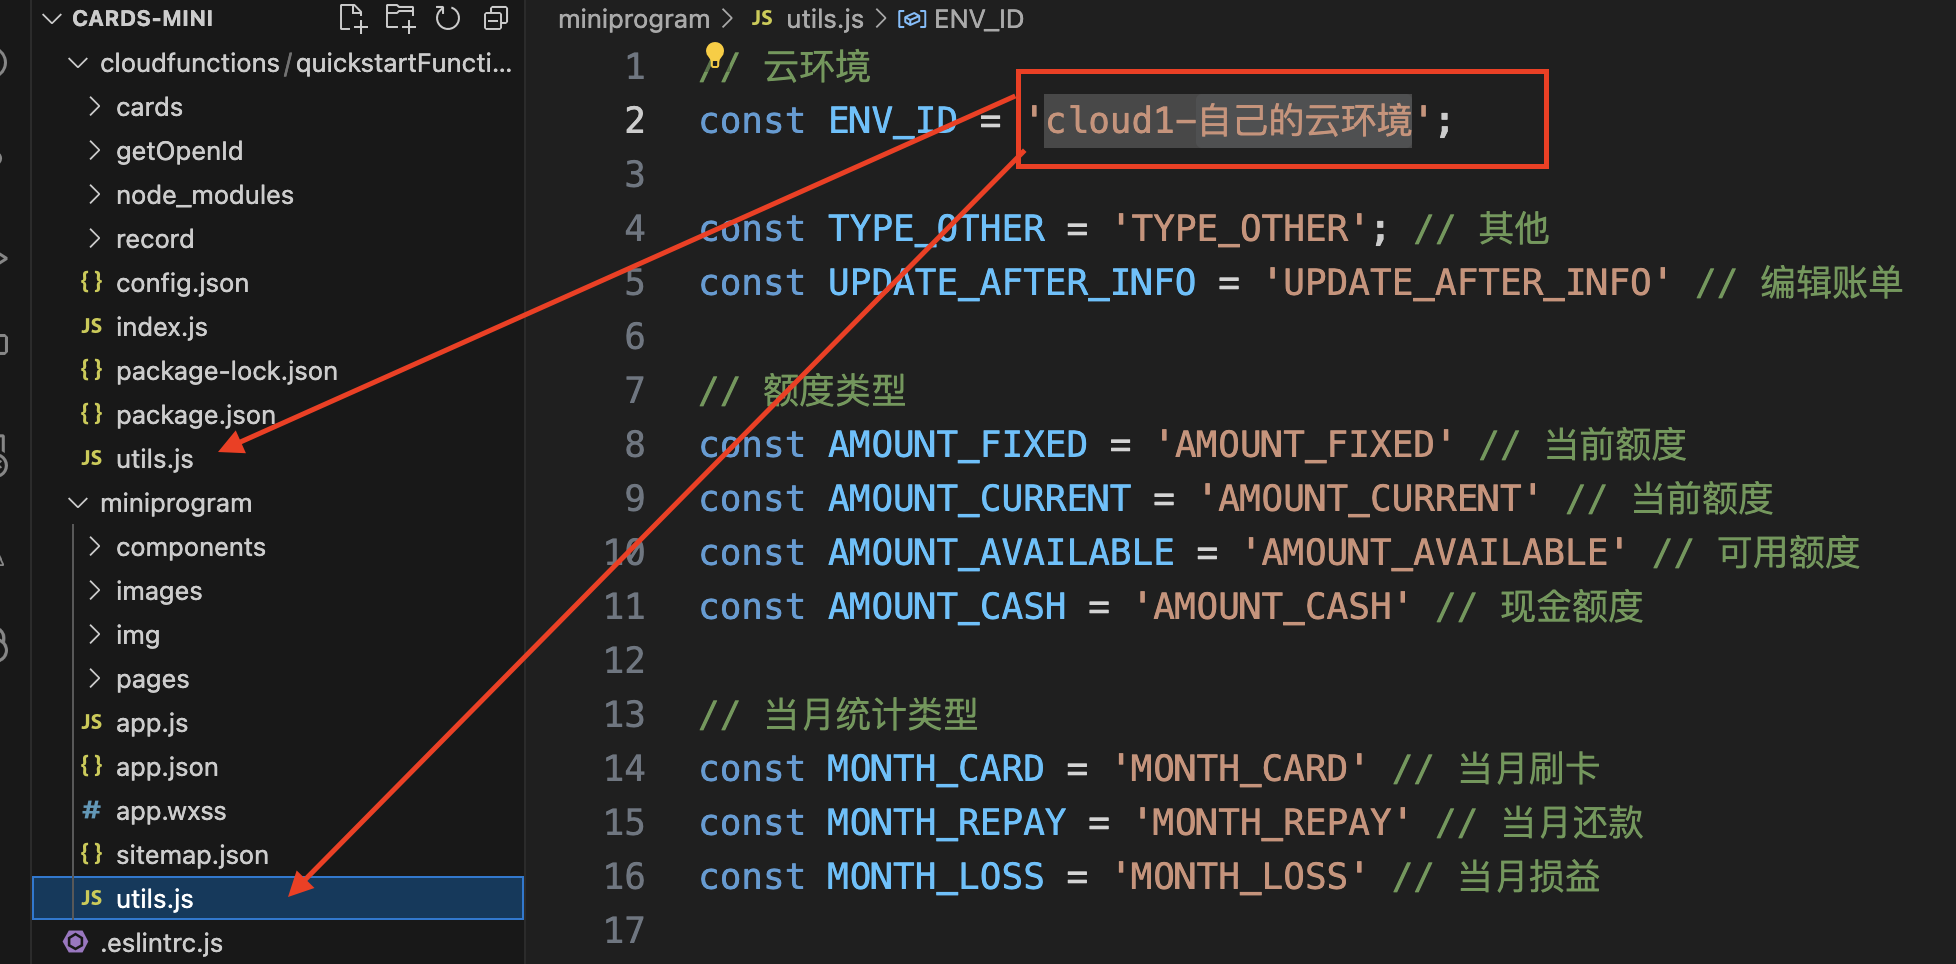 CARDS-MINI
cloudfunctions/quickstartFuncti...
cards
getOpenId
node_modules
record
{} config.json
JS index.js
{} package-lock.json
{} package.json
JS utils.js
miniprogram
components
images
img
pages
JS app.js
{} app.json
# app.wxss
{} sitemap.json
JS utils.js
.eslintrc.js
miniprogram > JS utils.js > ENV_ID
1 // 云环境
2 const ENV_ID = 'cloud1-自己的云环境';
3
4 const TYPE_OTHER = 'TYPE_OTHER'; // 其他
5 const UPDATE_AFTER_INFO = 'UPDATE_AFTER_INFO' // 编辑账单
6
7 // 额度类型
8 const AMOUNT_FIXED = 'AMOUNT_FIXED' // 当前额度
9 const AMOUNT_CURRENT = 'AMOUNT_CURRENT' // 当前额度
10 const AMOUNT_AVAILABLE = 'AMOUNT_AVAILABLE' // 可用额度
11 const AMOUNT_CASH = 'AMOUNT_CASH' // 现金额度
12
13 // 当月统计类型
14 const MONTH_CARD = 'MONTH_CARD' // 当月刷卡
15 const MONTH_REPAY = 'MONTH_REPAY' // 当月还款
16 const MONTH_LOSS = 'MONTH_LOSS' // 当月损益
17